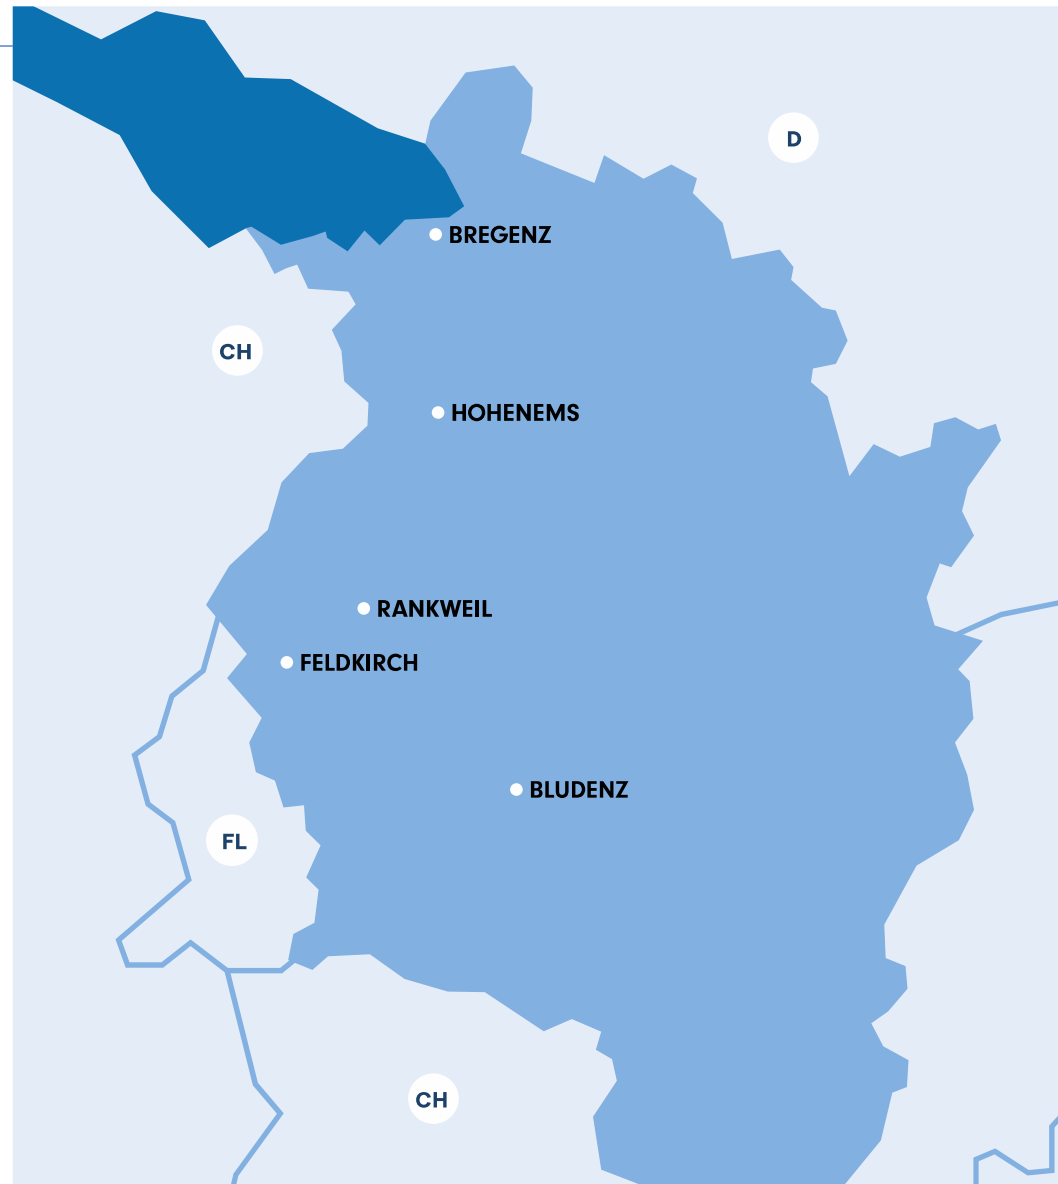 D
BREGENZ
CH
HOHENEMS
RANKWEIL
FELDKIRCH
BLUDENZ
FL
CH